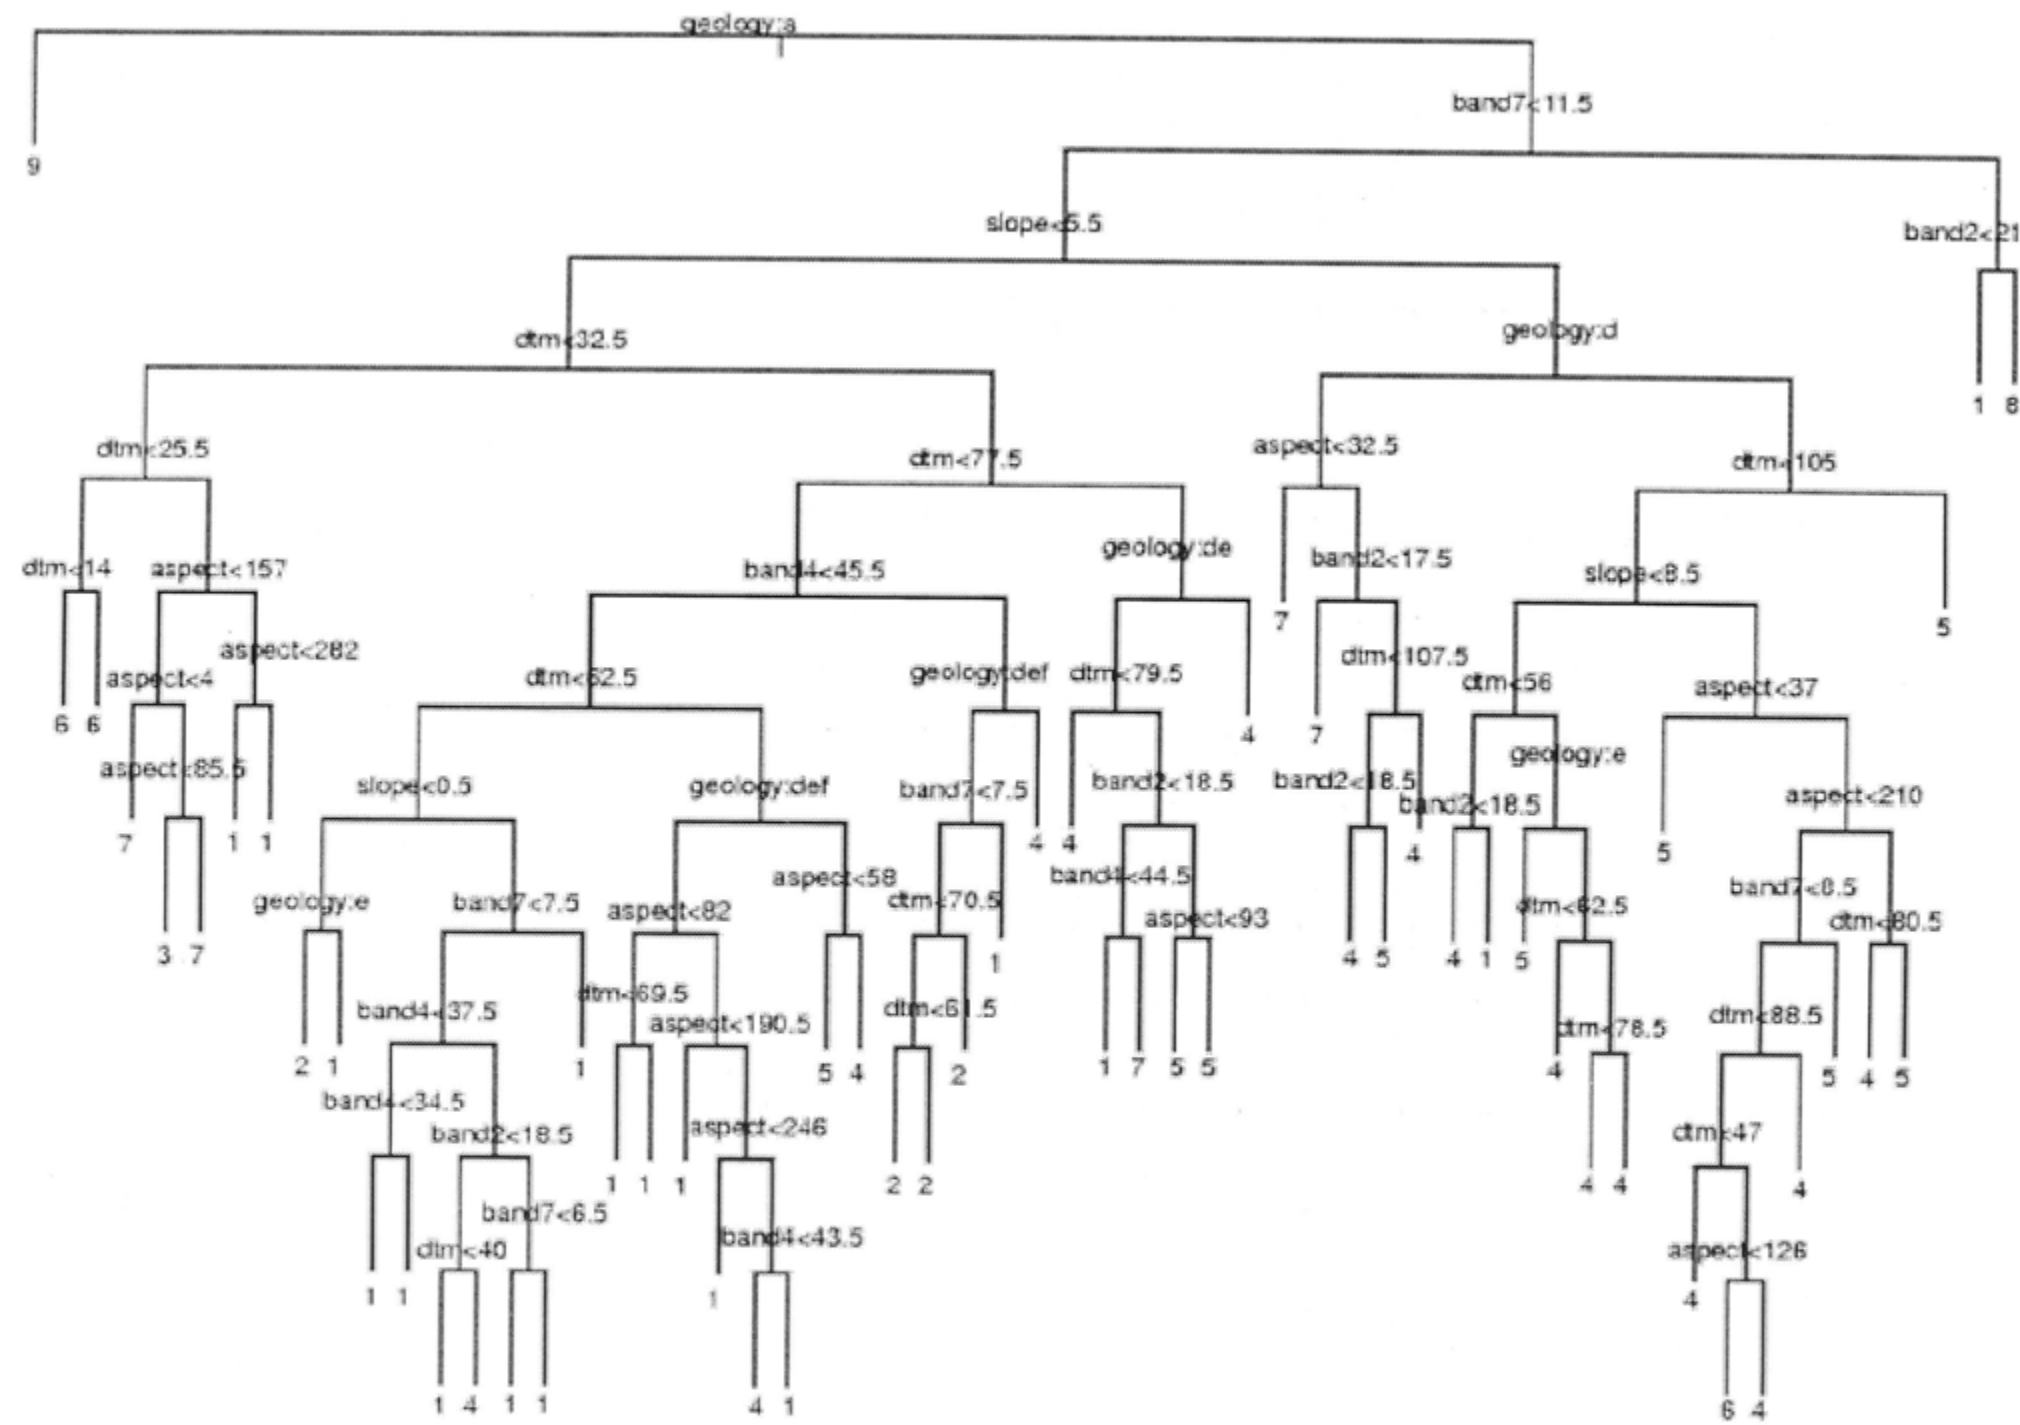 geology:a
band7<11.5
9
slope<5.5
band2<21
dtm<32.5
geology:d
1 8
dtm<25.5
dtm<77.5
aspect<32.5
dtm<105
dtm<14
aspect<157
band4<45.5
geology:de
band2<17.5
slope<8.5
7
5
aspect<282
aspect<4
dtm<62.5
geology:def
dtm<79.5
dtm<107.5
dtm<56
aspect<37
6 6
4
7
aspect<85.5
slope<0.5
geology:def
band7<7.5
band2<18.5
band2<18.5
band2<18.5
geology:e
aspect<210
7
1 1
4
4
4
5
geology:e
band7<7.5
aspect<82
aspect<58
dtm<70.5
band4<44.5
aspect<93
dtm<62.5
band7<8.5
dtm<80.5
3 7
1
4 5
4 1
5
band4<37.5
dtm<69.5
aspect<190.5
dtm<61.5
dtm<78.5
dtm<88.5
2 1
1
5 4
2
1 7
5 5
4
5
4 5
band4<34.5
band2<18.5
aspect<246
dtm<47
1 1
1
2 2
4 4
4
band7<6.5
dtm<40
band4<43.5
aspect<126
1 1
1
4
1 4
1 1
4 1
6 4